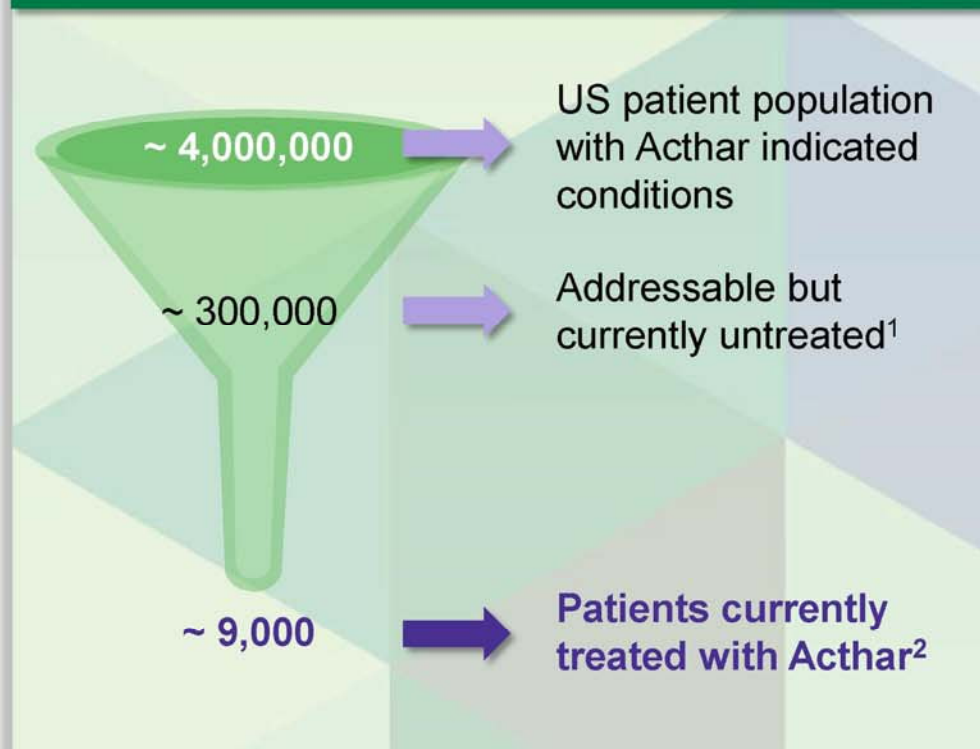 ~ 4,000,000
US patient population
with Acthar indicated
conditions
~ 300,000
Addressable but
currently untreated¹
~ 9,000
Patients currently
treated with Acthar²